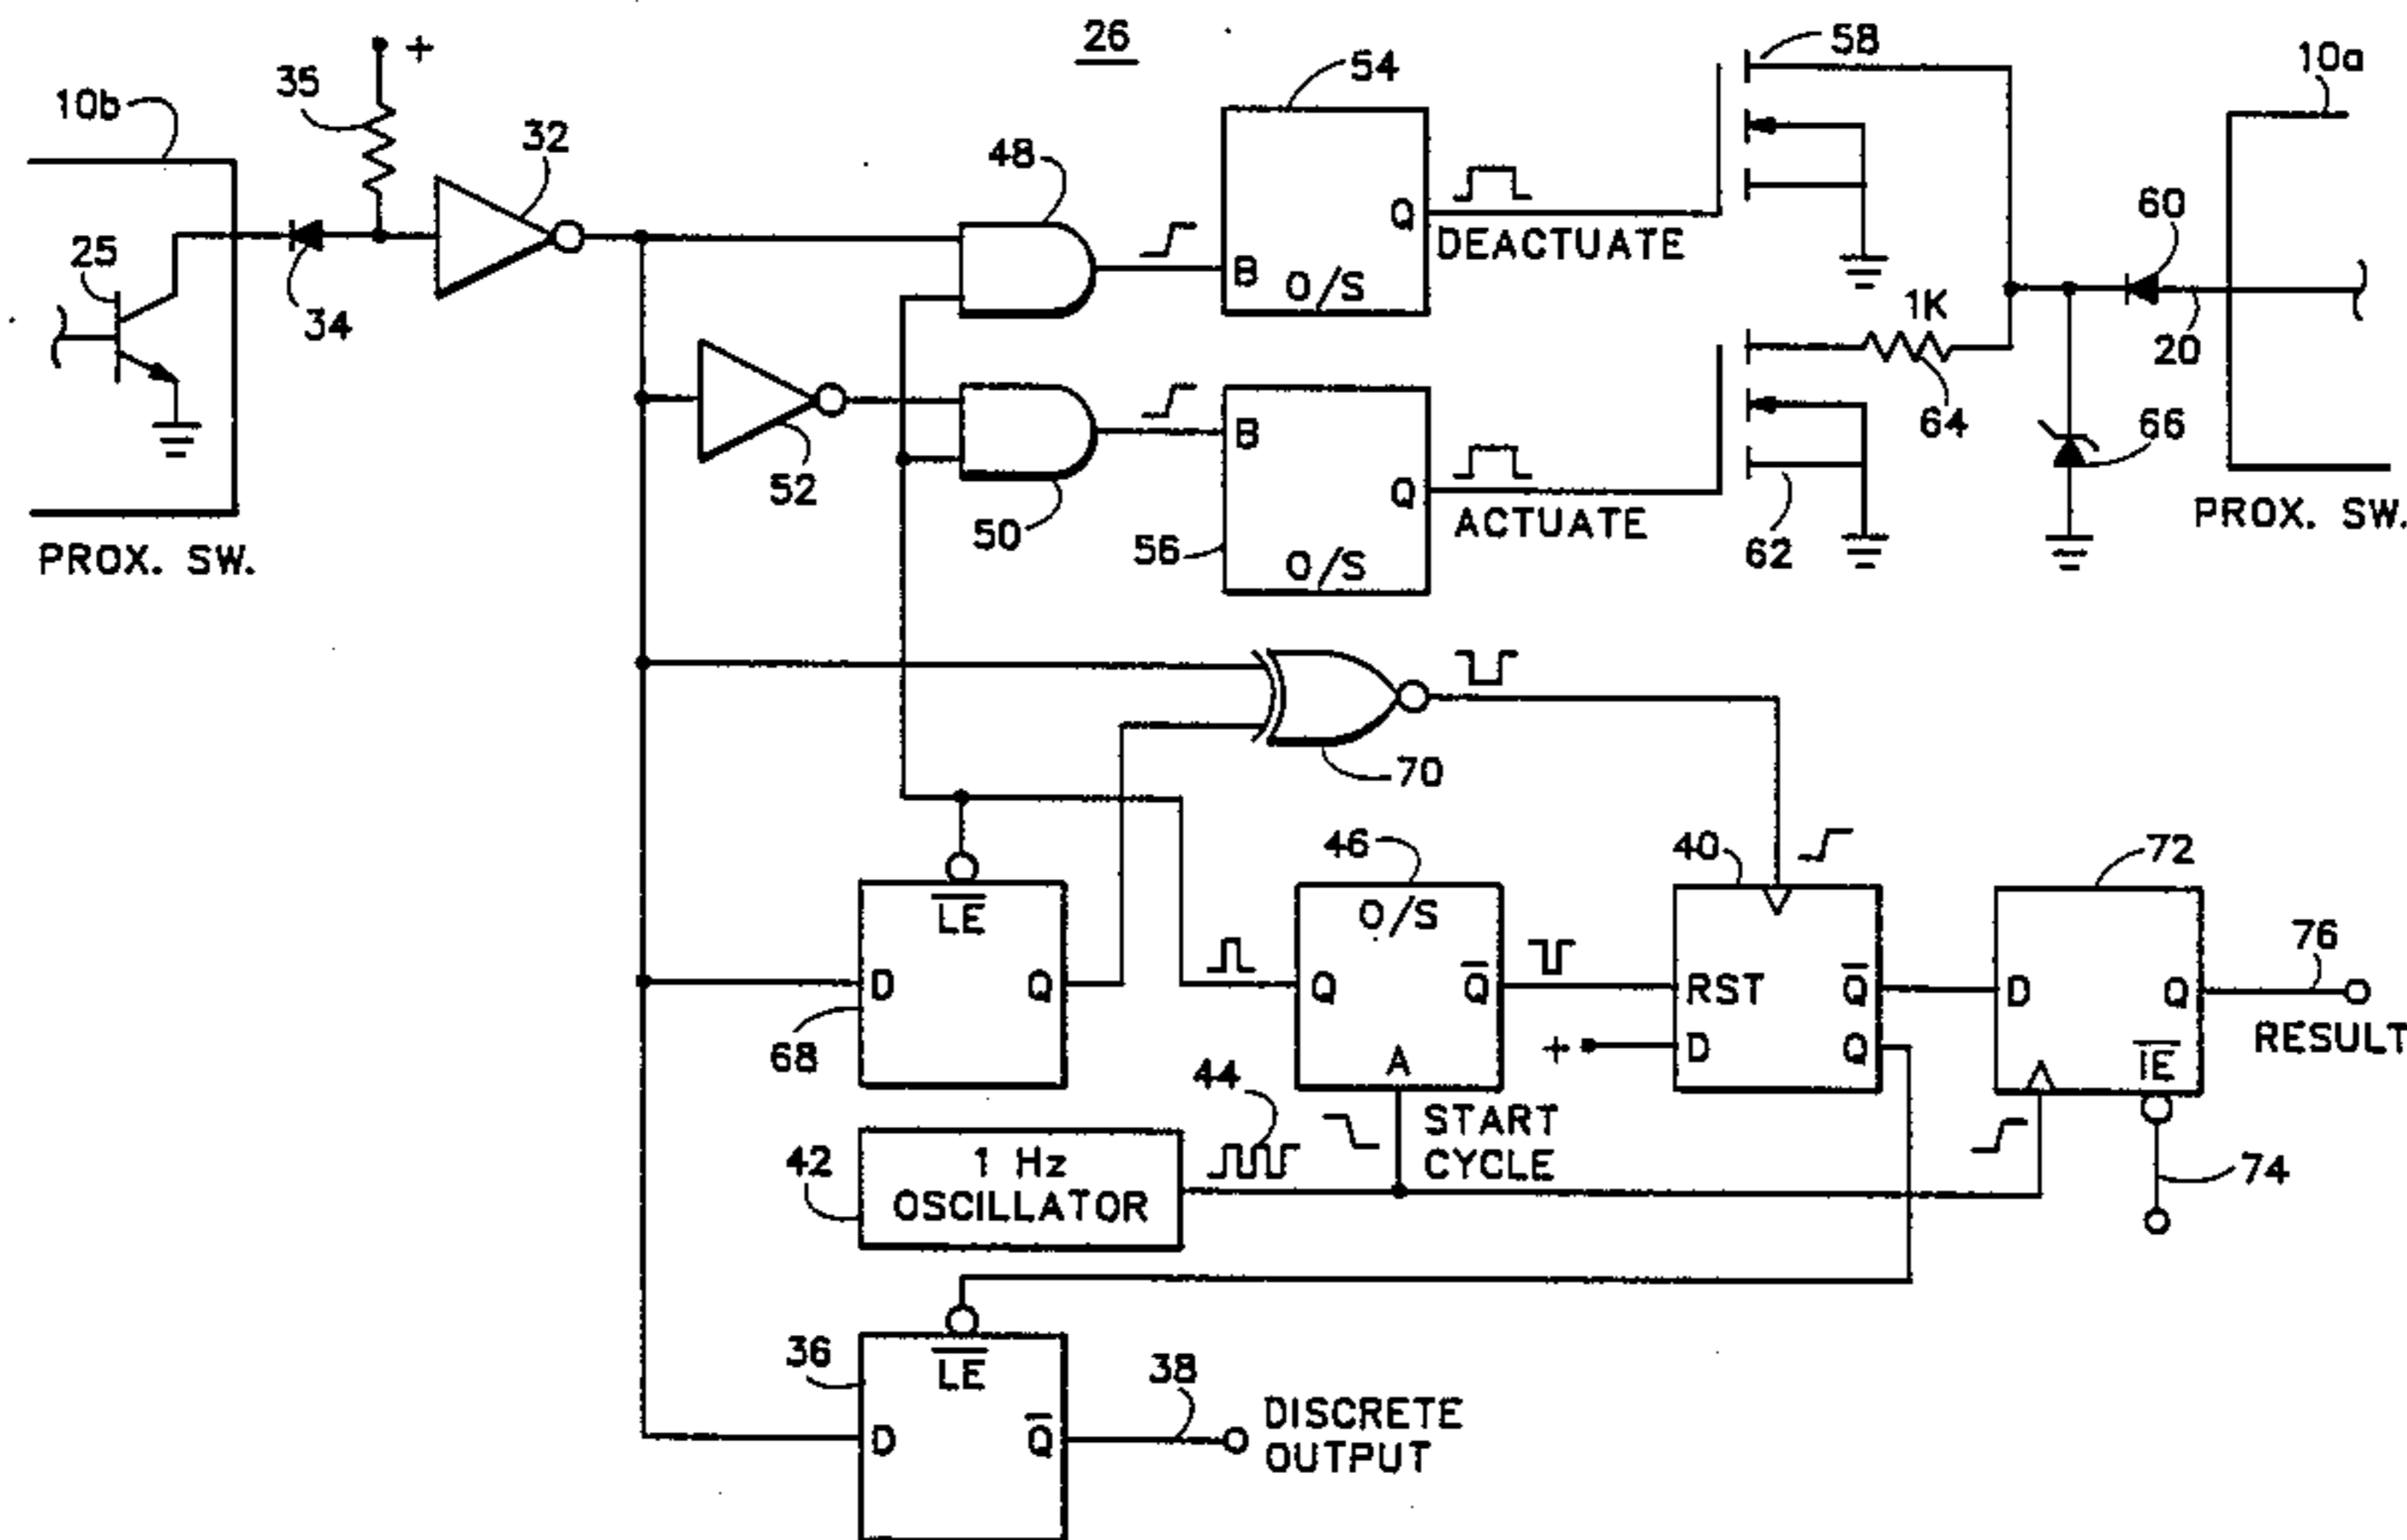 26
+
35
10b
32
25
34
PROX. SW.
48
54
Q
B
O/S
DEACTUATE
58
10a
60
1K
20
64
66
62
PROX. SW.
52
50
56
B
Q
O/S
ACTUATE
70
LE
D
Q
68
46
O/S
Q
Q
A
START
CYCLE
40
RST
+
D
Q
Q
72
D
Q
IE
76
RESULT
74
44
42
1 Hz
OSCILLATOR
36
LE
D
Q
38
DISCRETE
OUTPUT